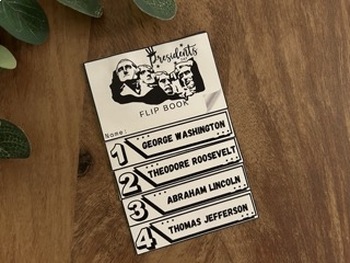 Presidents
FLIP BOOK
Name:
1 GEORGE WASHINGTON
2 THEODORE ROOSEVELT
3 ABRAHAM LINCOLN
4 THOMAS JEFFERSON